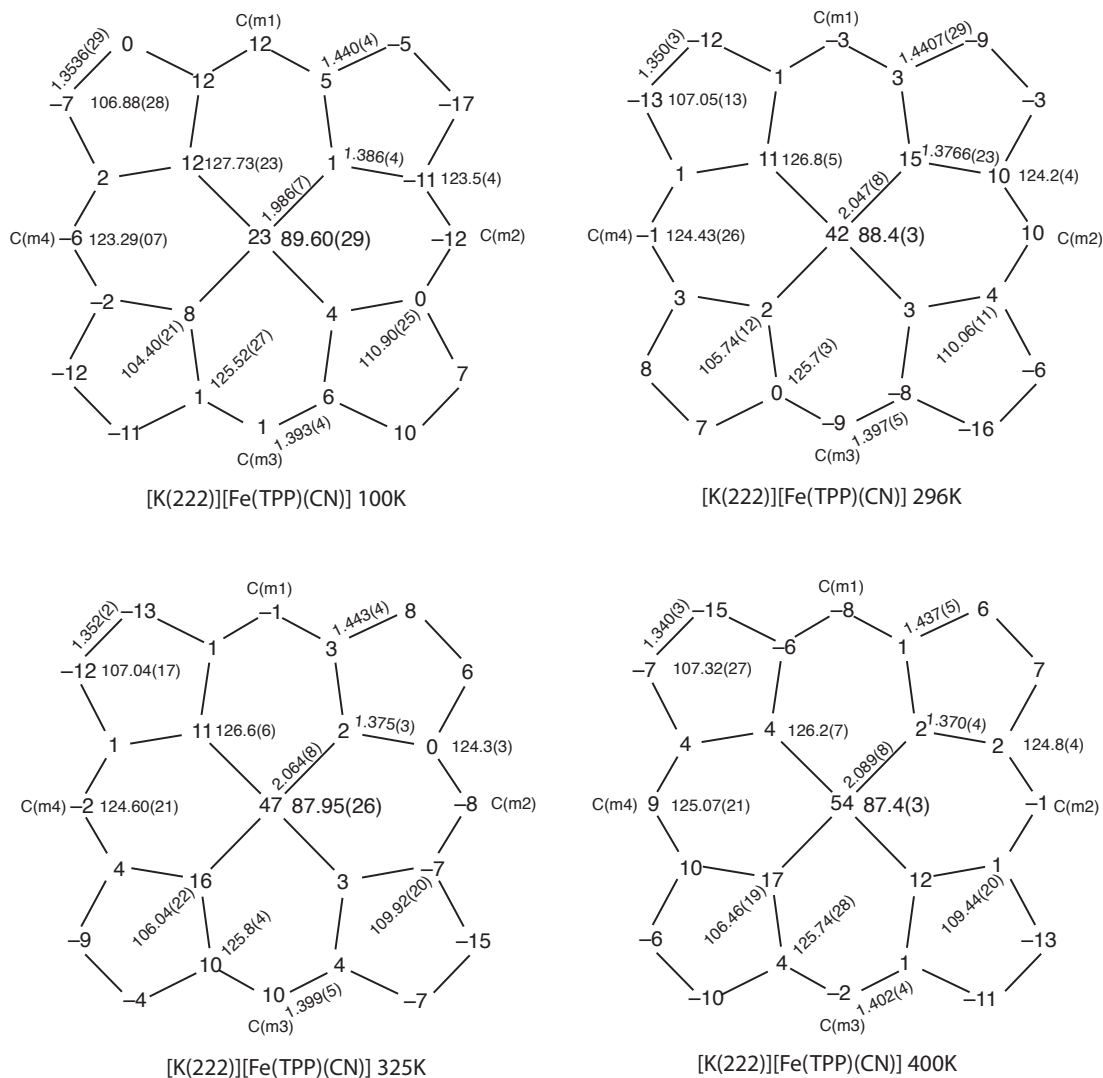 C(m1)
0 12 1.440(4) –5
1.3536(29) 12 5
–7 106.88(28) –17
12 127.73(23) 1 1.386(4)
2 –11 123.5(4)
1.986(7)
C(m4) –6 123.29(07) 23 89.60(29) –12 C(m2)
–2 8 4 0
104.40(21) 125.52(27) 110.90(25)
–12 7
1 6
–11 1 1.393(4) 10
C(m3)
[K(222)][Fe(TPP)(CN)] 100K
C(m1)
–12 –3 1.4407(29) –9
1.350(3) 1 3
–13 107.05(13) –3
11 126.8(5) 15 1.3766(23)
1 10 124.2(4)
2.047(8)
C(m4) –1 124.43(26) 42 88.4(3) 10 C(m2)
3 2 3 4
105.74(12) 125.7(3) 110.06(11)
8 –6
0 –8
7 –9 1.397(5) –16
C(m3)
[K(222)][Fe(TPP)(CN)] 296K
C(m1)
–13 –1 1.443(4) 8
1.352(2) 1 3
–12 107.04(17) 6
11 126.6(6) 2 1.375(3)
1 0 124.3(3)
2.064(8)
C(m4) –2 124.60(21) 47 87.95(26) –8 C(m2)
4 16 3 –7
106.04(22) 125.8(4) 109.92(20)
–9 –15
10 4
–4 10 1.399(5) –7
C(m3)
[K(222)][Fe(TPP)(CN)] 325K
C(m1)
–15 –8 1.437(5) 6
1.340(3) –6 1
–7 107.32(27) 7
4 126.2(7) 2 1.370(4)
4 2 124.8(4)
2.089(8)
C(m4) 9 125.07(21) 54 87.4(3) –1 C(m2)
10 17 12 1
106.46(19) 125.74(28) 109.44(20)
–6 –13
4 1
–10 –2 1.402(4) –11
C(m3)
[K(222)][Fe(TPP)(CN)] 400K